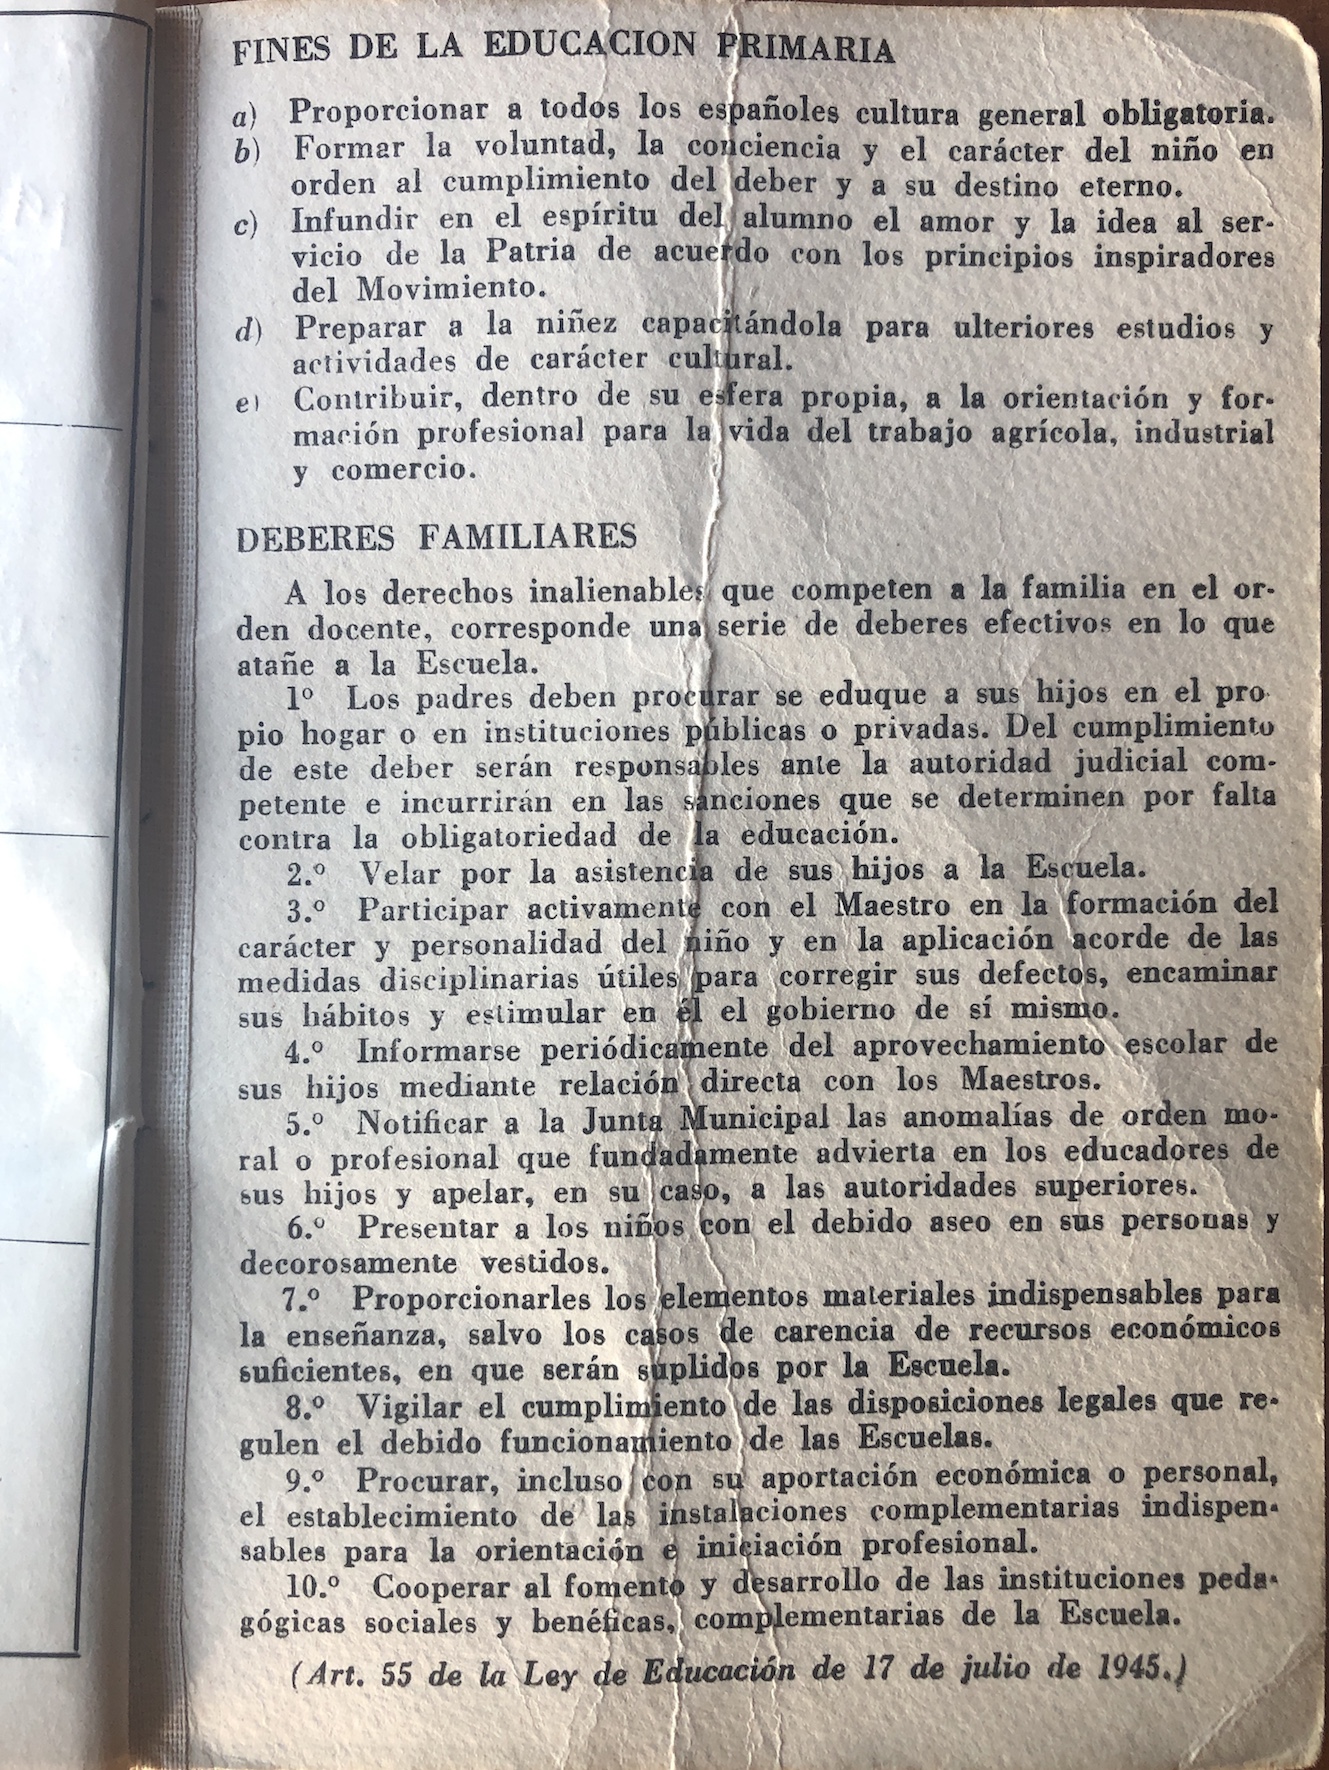 FINES DE LA EDUCACION PRIMARIA
a) Proporcionar a todos los españoles cultura general obligatoria.
b) Formar la voluntad, la conciencia y el carácter del niño en
orden al cumplimiento del deber y a su destino eterno.
c) Infundir en el espíritu del alumno el amor y la idea al ser-
vicio de la Patria de acuerdo con los principios inspiradores
del Movimiento.
d) Preparar a la niñez capacitándola para ulteriores estudios y
actividades de carácter cultural.
e) Contribuir, dentro de su esfera propia, a la orientación y for-
mación profesional para la vida del trabajo agrícola, industrial
y comercio.
DEBERES FAMILIARES
A los derechos inalienables que competen a la familia en el or-
den docente, corresponde una serie de deberes efectivos en lo que
atañe a la Escuela.
1º Los padres deben procurar se eduque a sus hijos en el pro-
pio hogar o en instituciones públicas o privadas. Del cumplimiento
de este deber serán responsables ante la autoridad judicial com-
petente e incurrirán en las sanciones que se determinen por falta
contra la obligatoriedad de la educación.
2.º Velar por la asistencia de sus hijos a la Escuela.
3.º Participar activamente con el Maestro en la formación del
carácter y personalidad del niño y en la aplicación acorde de las
medidas disciplinarias útiles para corregir sus defectos, encaminar
sus hábitos y estimular en él el gobierno de sí mismo.
4.º Informarse periódicamente del aprovechamiento escolar de
sus hijos mediante relación directa con los Maestros.
5.º Notificar a la Junta Municipal las anomalías de orden mo-
ral o profesional que fundadamente advierta en los educadores de
sus hijos y apelar, en su caso, a las autoridades superiores.
6.º Presentar a los niños con el debido aseo en sus personas y
decorosamente vestidos.
7.º Proporcionarles los elementos materiales indispensables para
la enseñanza, salvo los casos de carencia de recursos económicos
suficientes, en que serán suplidos por la Escuela.
8.º Vigilar el cumplimiento de las disposiciones legales que re-
gulen el debido funcionamiento de las Escuelas.
9.º Procurar, incluso con su aportación económica o personal,
el establecimiento de las instalaciones complementarias indispen-
sables para la orientación e iniciación profesional.
10.º Cooperar al fomento y desarrollo de las instituciones peda-
gógicas sociales y benéficas, complementarias de la Escuela.
(Art. 55 de la Ley de Educación de 17 de julio de 1945.)